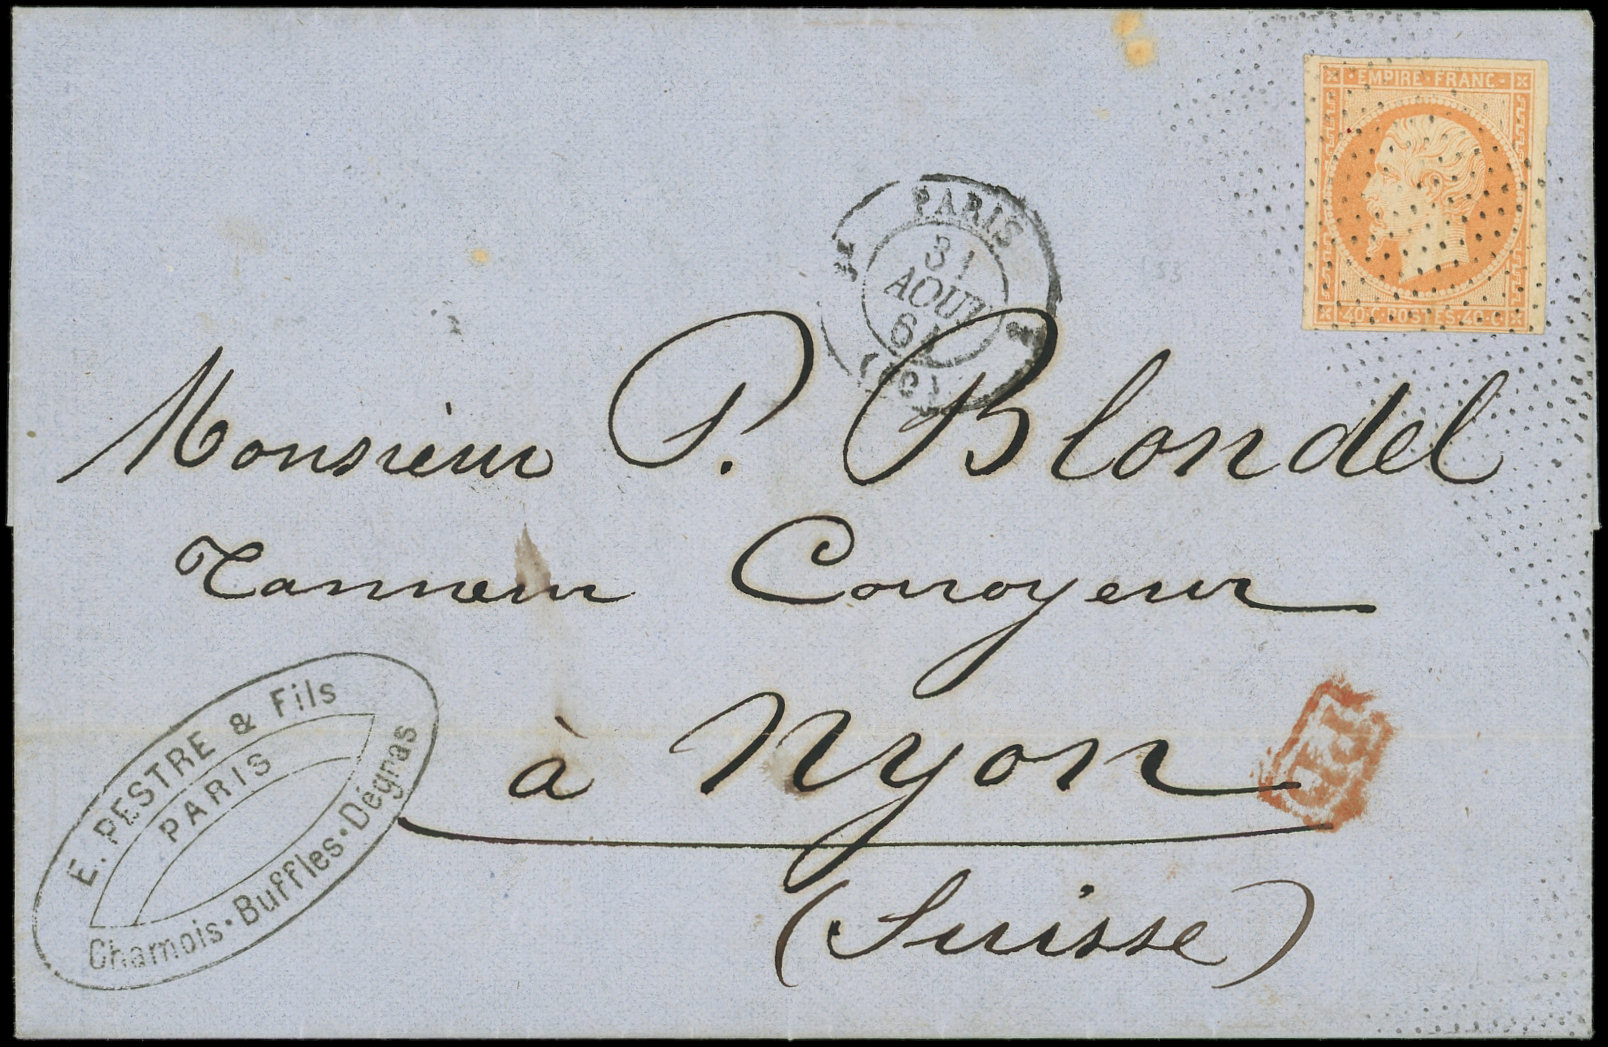 EMPIRE · FRANC ·
40 · C · POSTES · 40 · C
PARIS
31
AOUT
61
(C)
Monsieur P. Blondel
Tanneur Corroyeur
à Nyon
(Suisse)
E. PESTRE & Fils
PARIS
Chamois · Buffles · Dégras